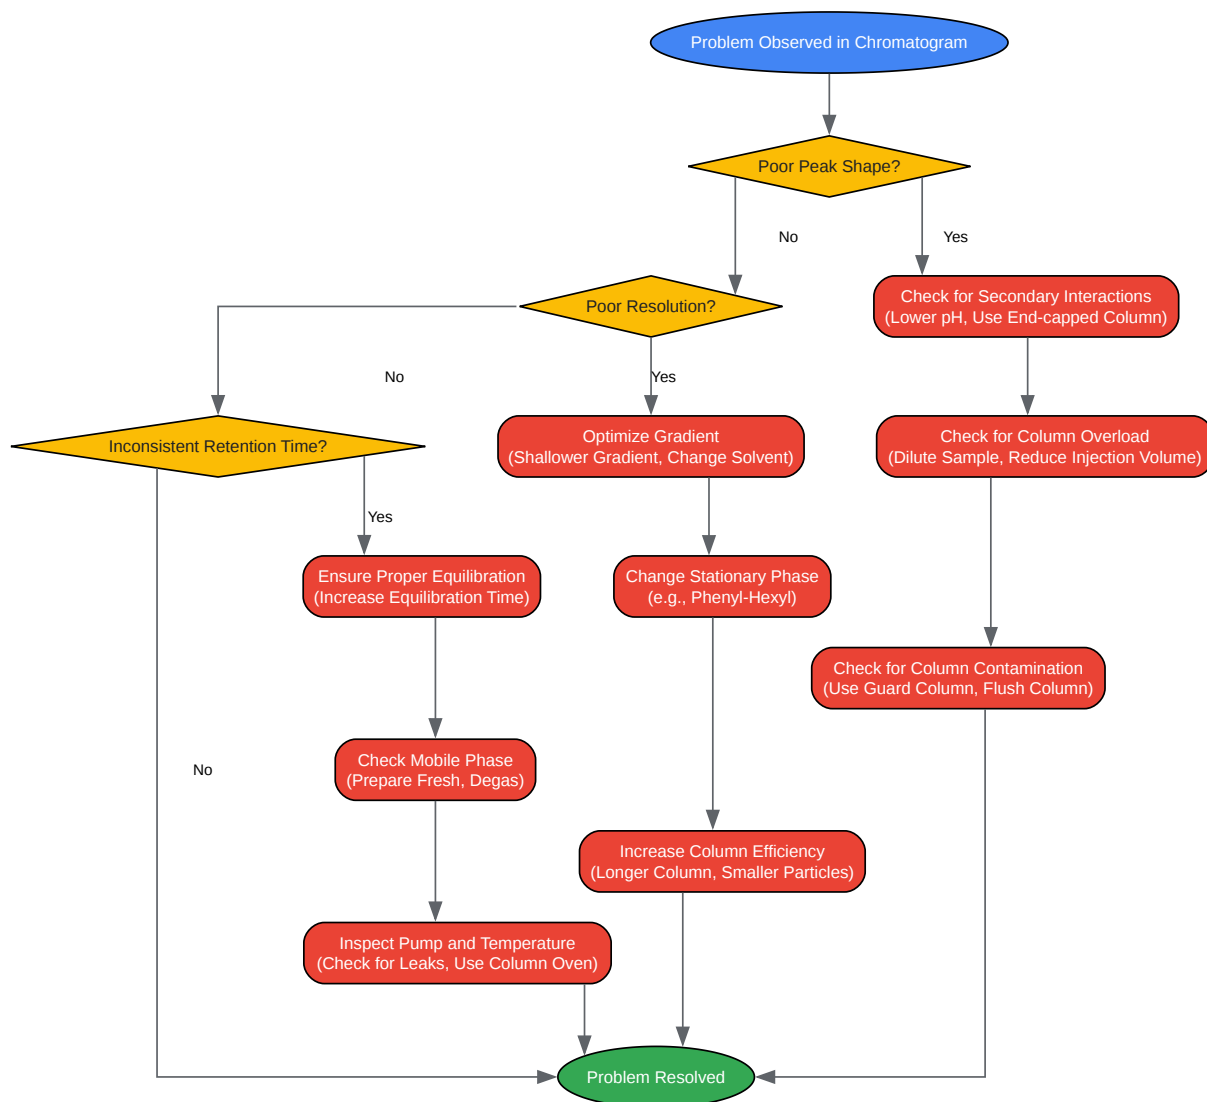 Problem Observed in Chromatogram
Poor Peak Shape?
No
Yes
Poor Resolution?
Check for Secondary Interactions
(Lower pH, Use End-capped Column)
No
Yes
Inconsistent Retention Time?
Optimize Gradient
(Shallower Gradient, Change Solvent)
Check for Column Overload
(Dilute Sample, Reduce Injection Volume)
Yes
Ensure Proper Equilibration
(Increase Equilibration Time)
Change Stationary Phase
(e.g., Phenyl-Hexyl)
Check for Column Contamination
(Use Guard Column, Flush Column)
No
Check Mobile Phase
(Prepare Fresh, Degas)
Increase Column Efficiency
(Longer Column, Smaller Particles)
Inspect Pump and Temperature
(Check for Leaks, Use Column Oven)
Problem Resolved